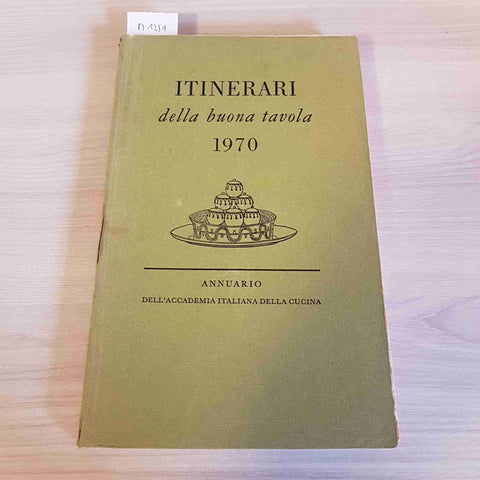 ITINERARI
della buona tavola
1970
ANNUARIO
DELL'ACCADEMIA ITALIANA DELLA CUCINA